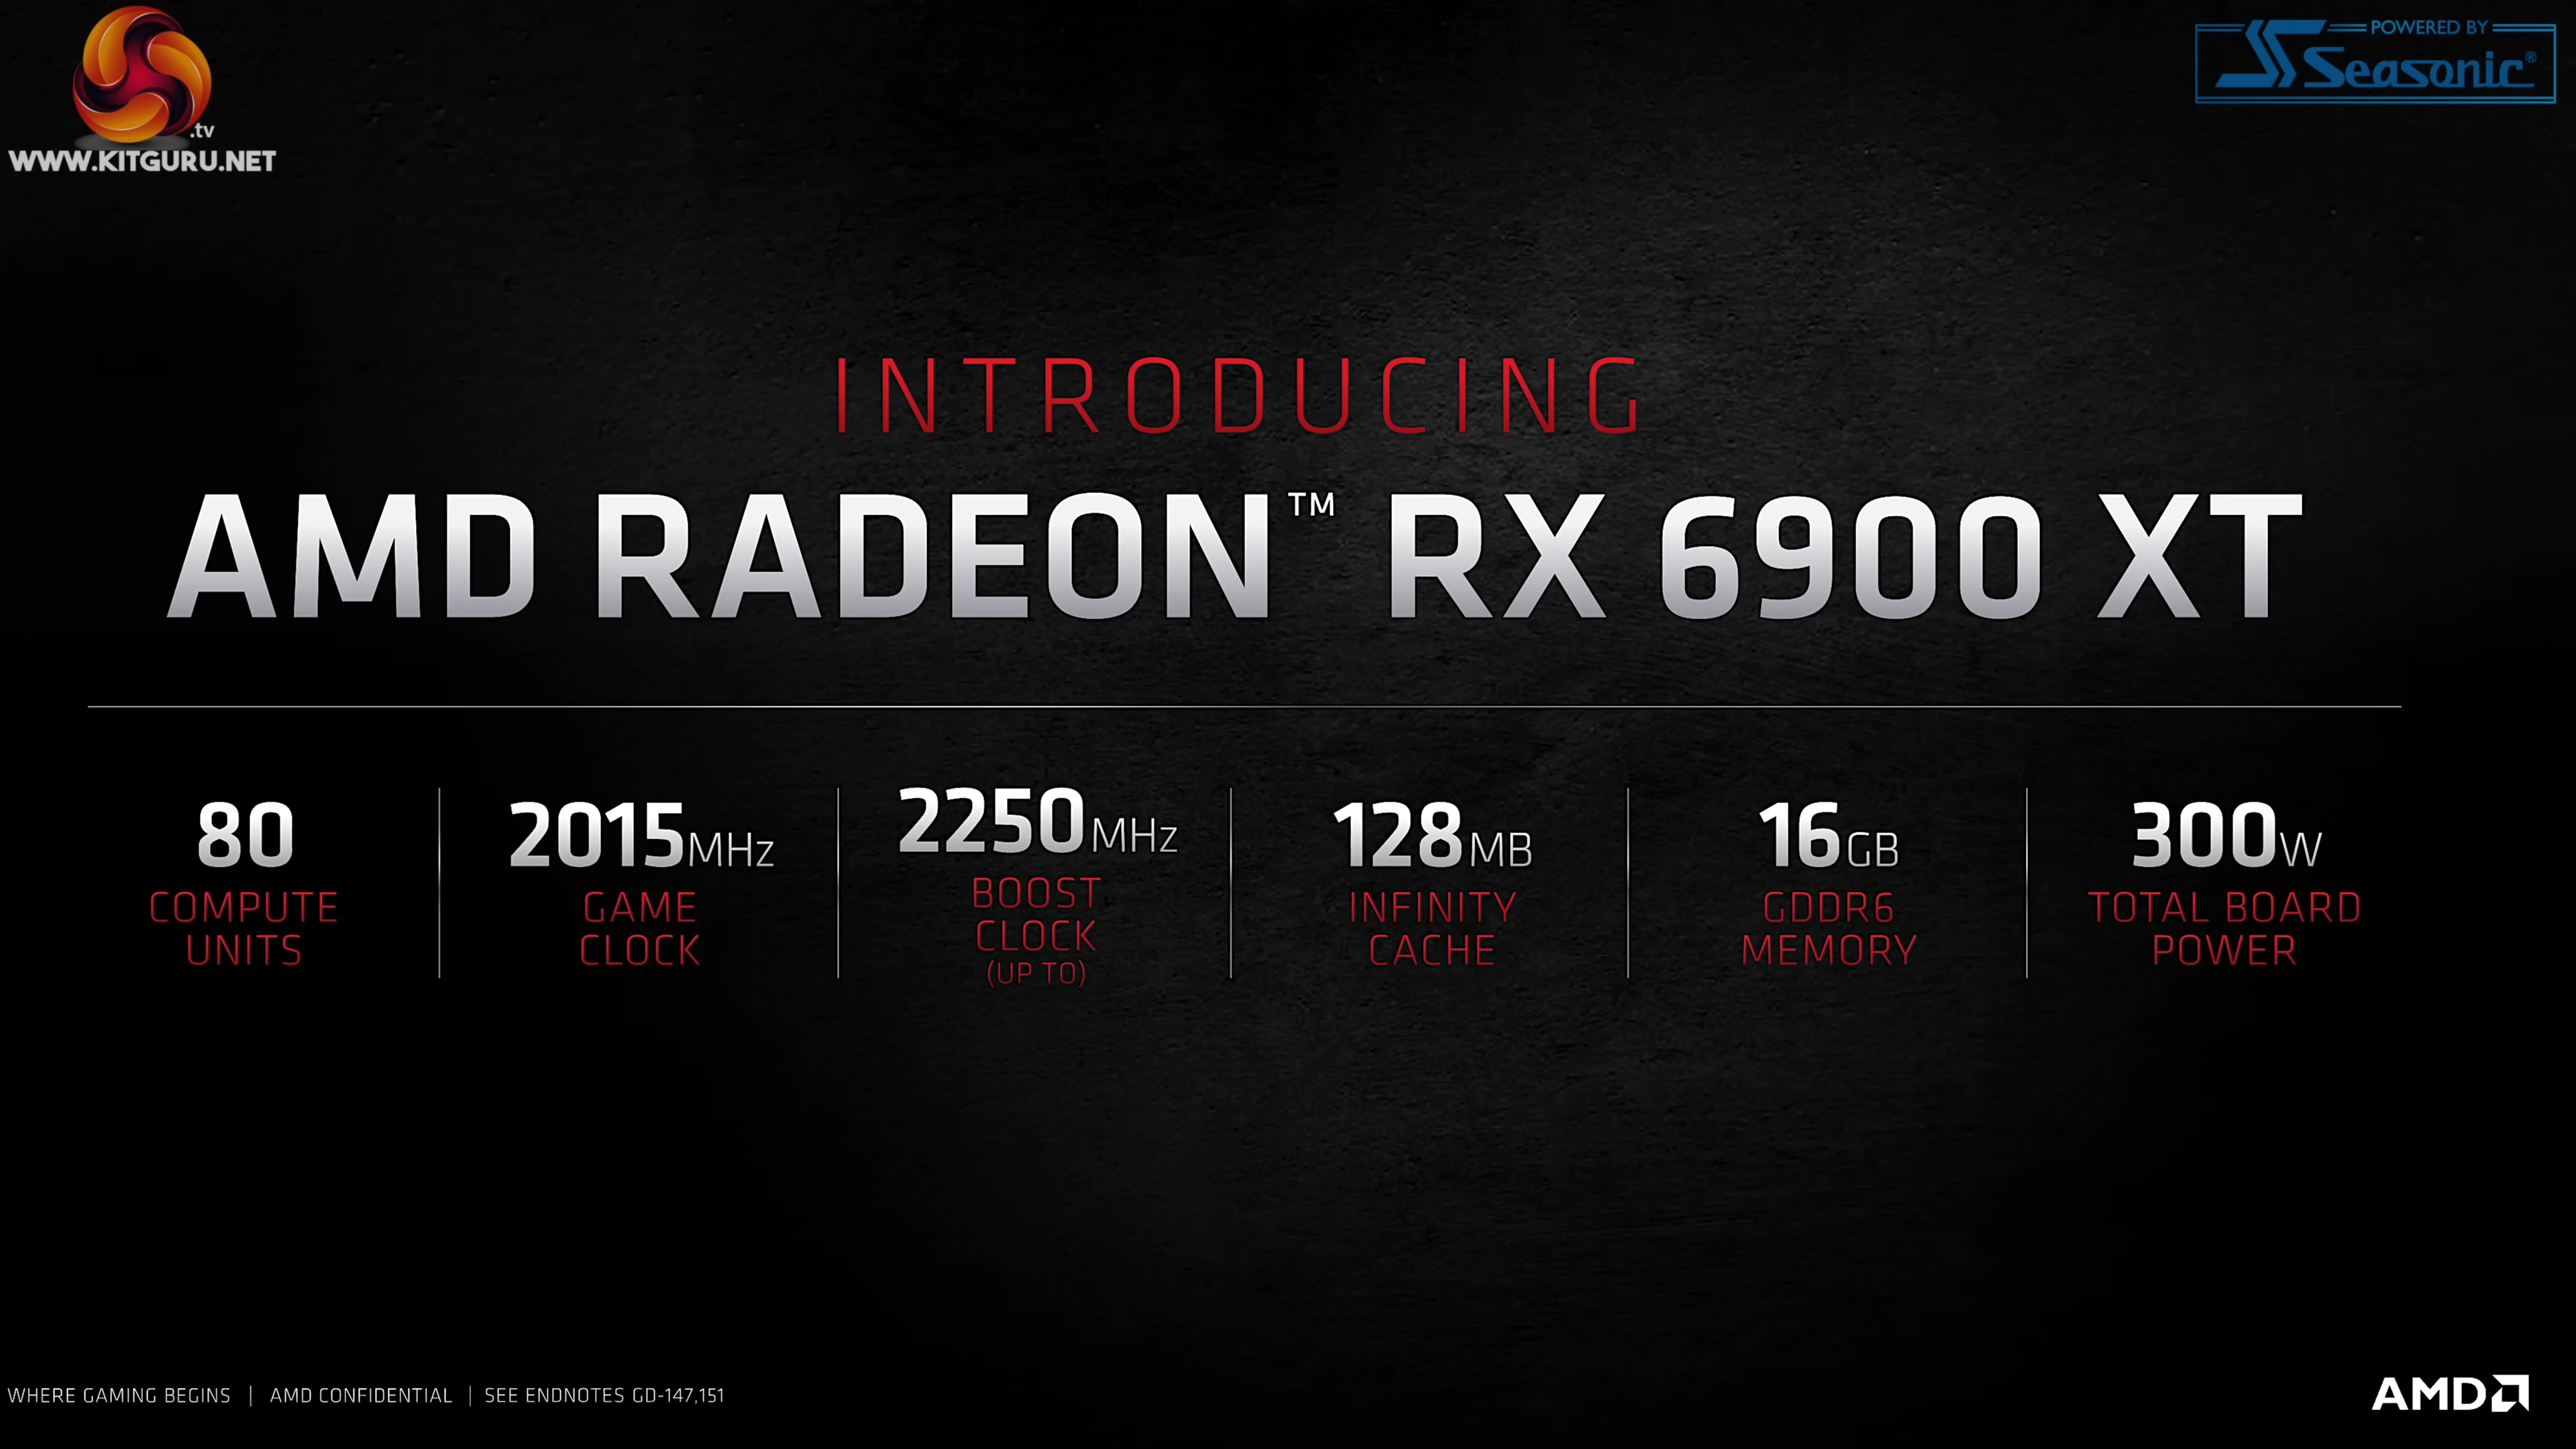 .tv
WWW.KITGURU.NET
POWERED BY
Seasonic®
INTRODUCING
AMD RADEON™ RX 6900 XT
80
COMPUTE
UNITS
2015MHz
GAME
CLOCK
2250MHz
BOOST
CLOCK
(UP TO)
128MB
INFINITY
CACHE
16GB
GDDR6
MEMORY
300W
TOTAL BOARD
POWER
WHERE GAMING BEGINS | AMD CONFIDENTIAL | SEE ENDNOTES GD-147,151
AMD